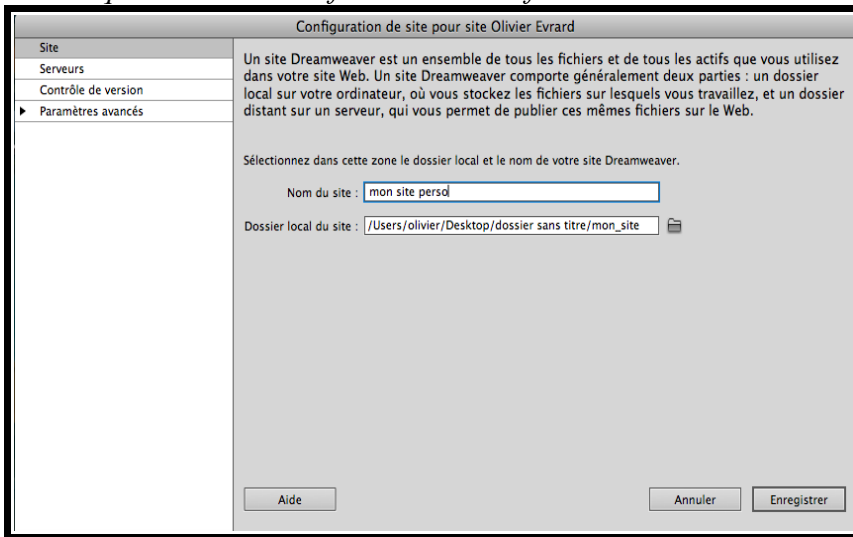 Configuration de site pour site Olivier Evrard
Site
Serveurs
Contrôle de version
Paramètres avancés
Un site Dreamweaver est un ensemble de tous les fichiers et de tous les actifs que vous utilisez
dans votre site Web. Un site Dreamweaver comporte généralement deux parties : un dossier
local sur votre ordinateur, où vous stockez les fichiers sur lesquels vous travaillez, et un dossier
distant sur un serveur, qui vous permet de publier ces mêmes fichiers sur le Web.
Sélectionnez dans cette zone le dossier local et le nom de votre site Dreamweaver.
Nom du site : mon site perso
Dossier local du site : /Users/olivier/Desktop/dossier sans titre/mon_site
Aide Annuler Enregistrer